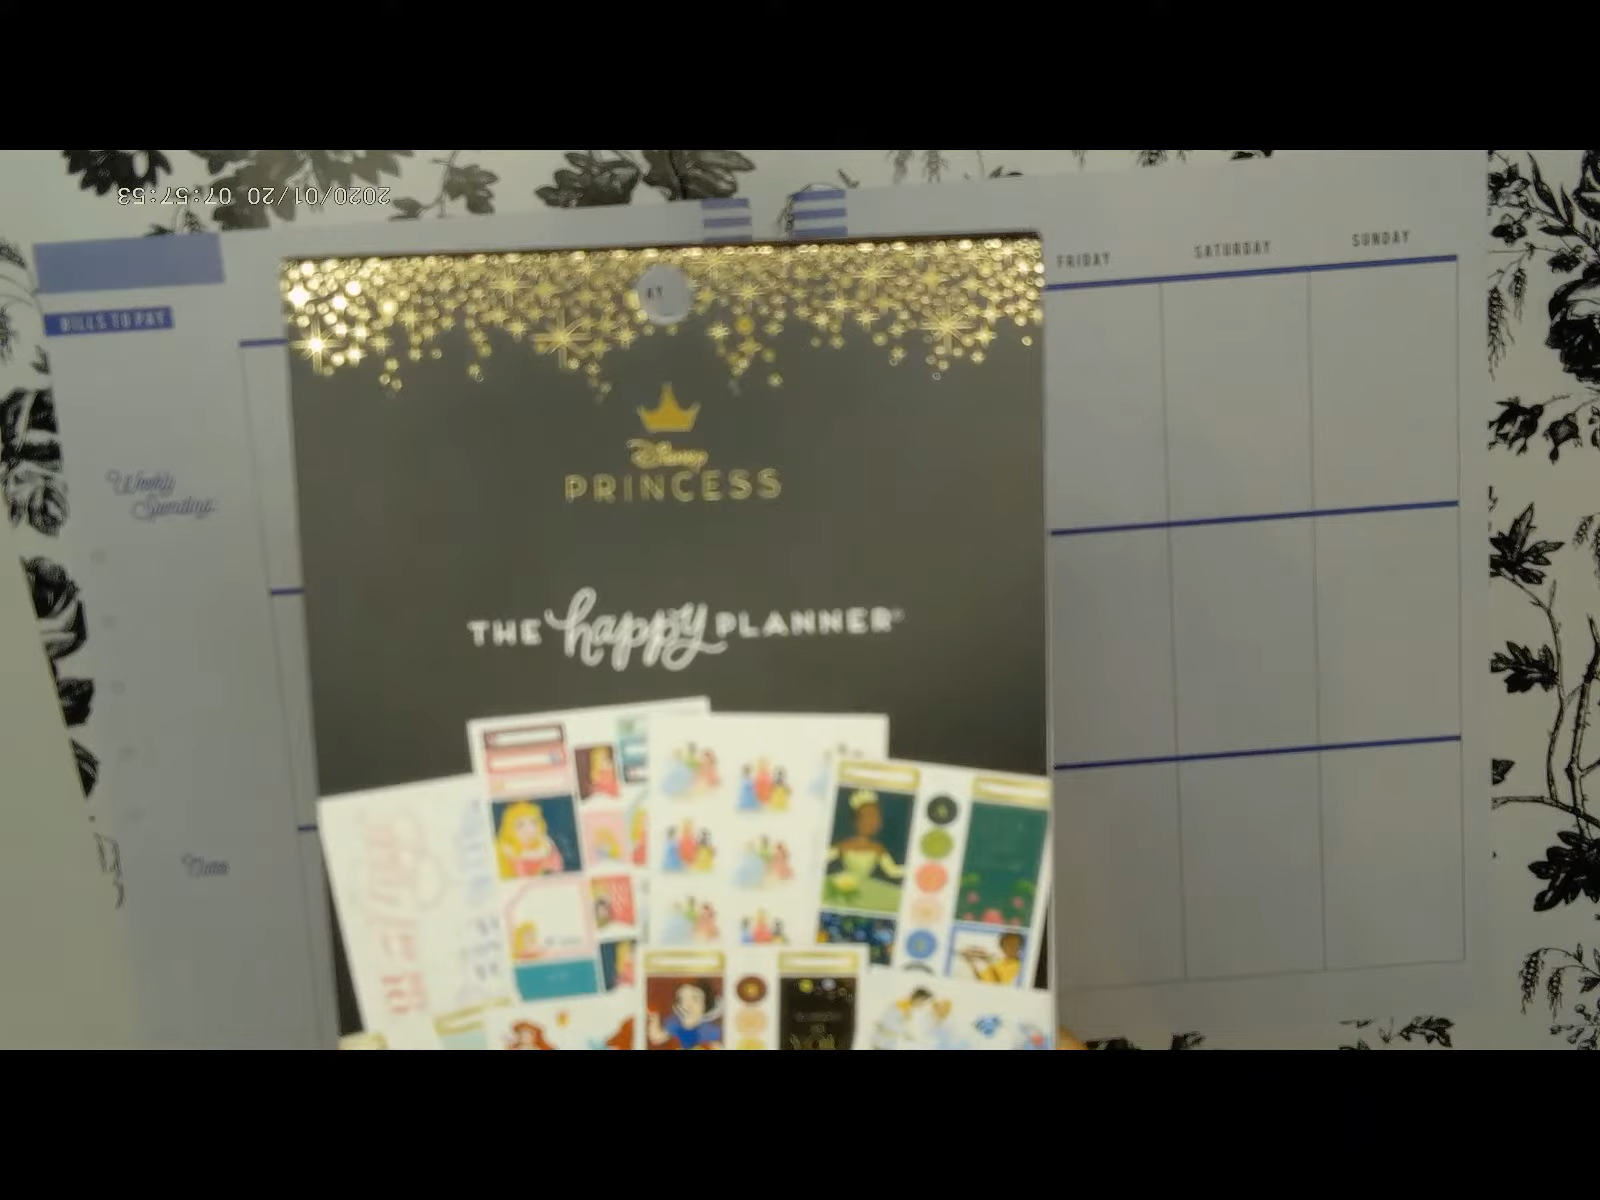 2020/01/20 07:57:53
FRIDAY
SATURDAY
SUNDAY
BILLS TO PAY
Disney
PRINCESS
Weekly
Spending
THE happy PLANNER®
Notes